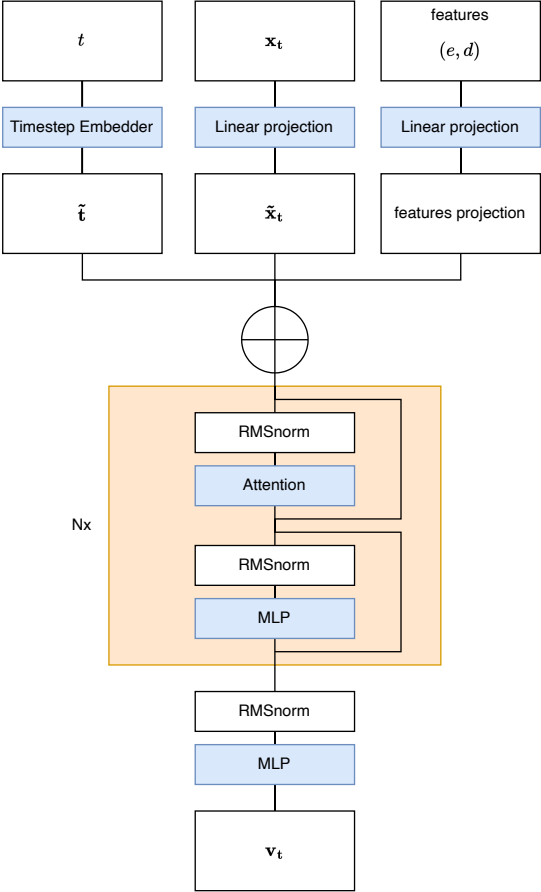 t
x_t
features
(e, d)
Timestep Embedder
Linear projection
Linear projection
t̃
x̃_t
features projection
RMSnorm
Attention
Nx
RMSnorm
MLP
RMSnorm
MLP
v_t